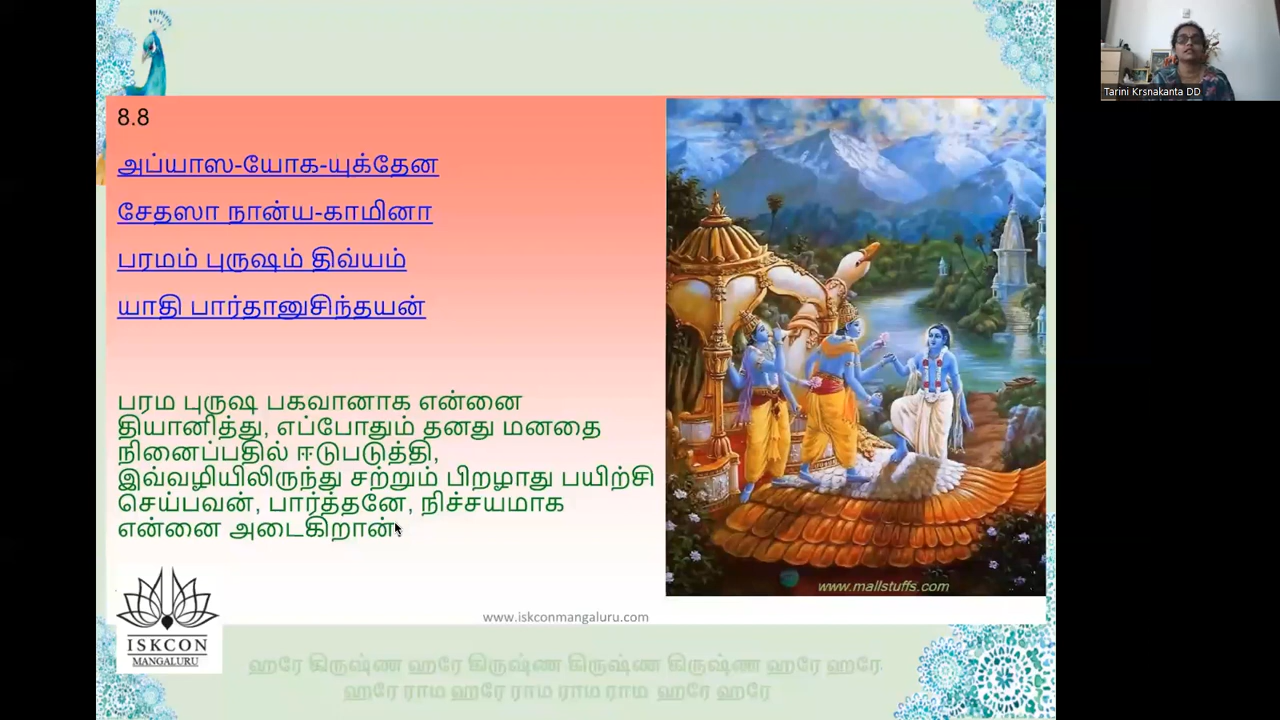 8.8
அப்யாஸ-யோக-யுக்தேன
சேதஸா நான்ய-காமினா
பரமம் புருஷம் திவ்யம்
யாதி பார்தானுசிந்தயன்
பரம புருஷ பகவானாக என்னை
தியானித்து, எப்போதும் தனது மனதை
நினைப்பதில் ஈடுபடுத்தி,
இவ்வழியிலிருந்து சற்றும் பிறழாது பயிற்சி
செய்பவன், பார்த்தனே, நிச்சயமாக
என்னை அடைகிறான்
www.mallstuffs.com
www.iskconmangaluru.com
ISKCON
MANGALURU
ஹரே கிருஷ்ண ஹரே கிருஷ்ண கிருஷ்ண கிருஷ்ண ஹரே ஹரே
ஹரே ராம ஹரே ராம ராம ராம ஹரே ஹரே
Tarini Krsnakanta DD